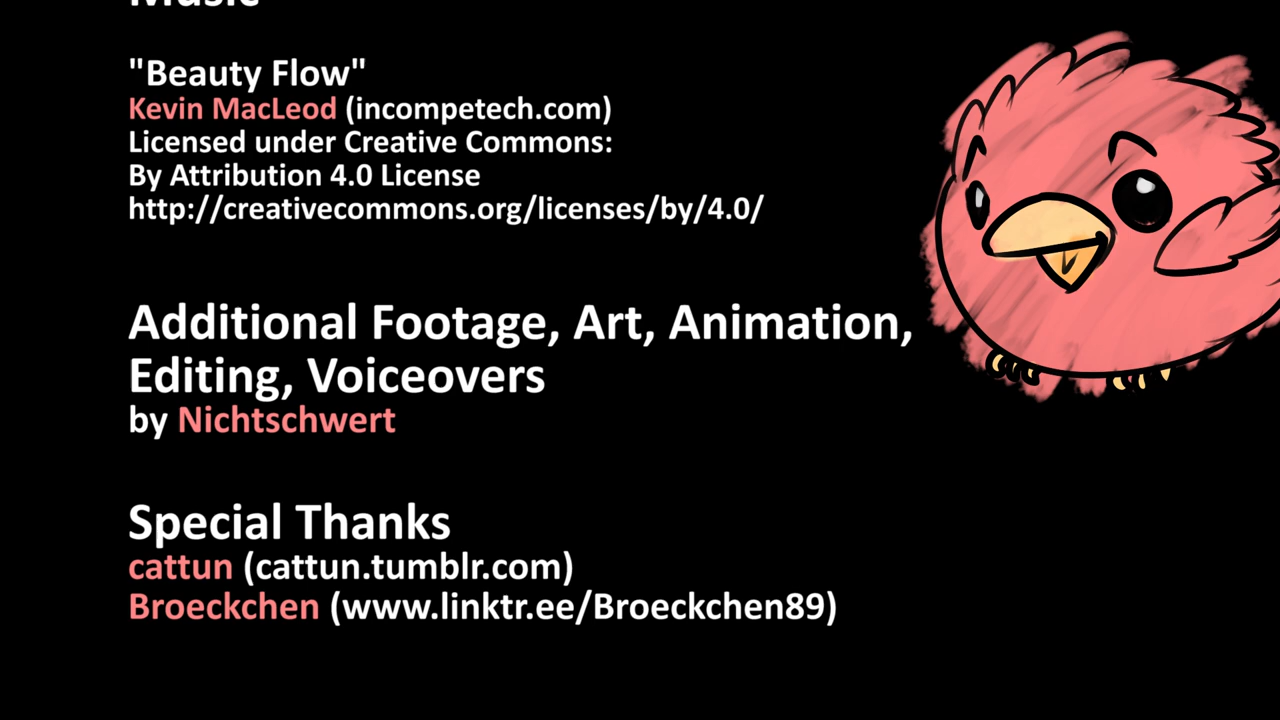 Music
"Beauty Flow"
Kevin MacLeod (incompetech.com)
Licensed under Creative Commons:
By Attribution 4.0 License
http://creativecommons.org/licenses/by/4.0/
Additional Footage, Art, Animation,
Editing, Voiceovers
by Nichtschwert
Special Thanks
cattun (cattun.tumblr.com)
Broeckchen (www.linktr.ee/Broeckchen89)